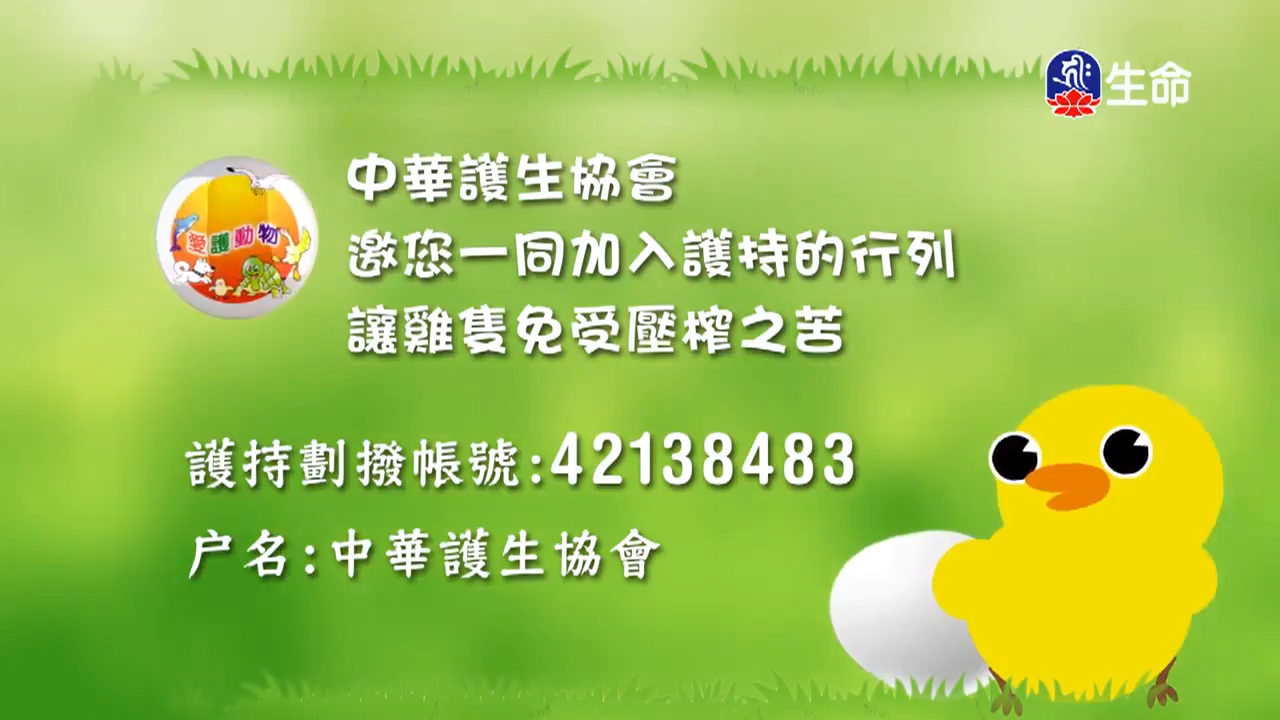 生命
中華護生協會
愛護動物
邀您一同加入護持的行列
讓雞隻免受壓榨之苦
護持劃撥帳號:42138483
户名:中華護生協會